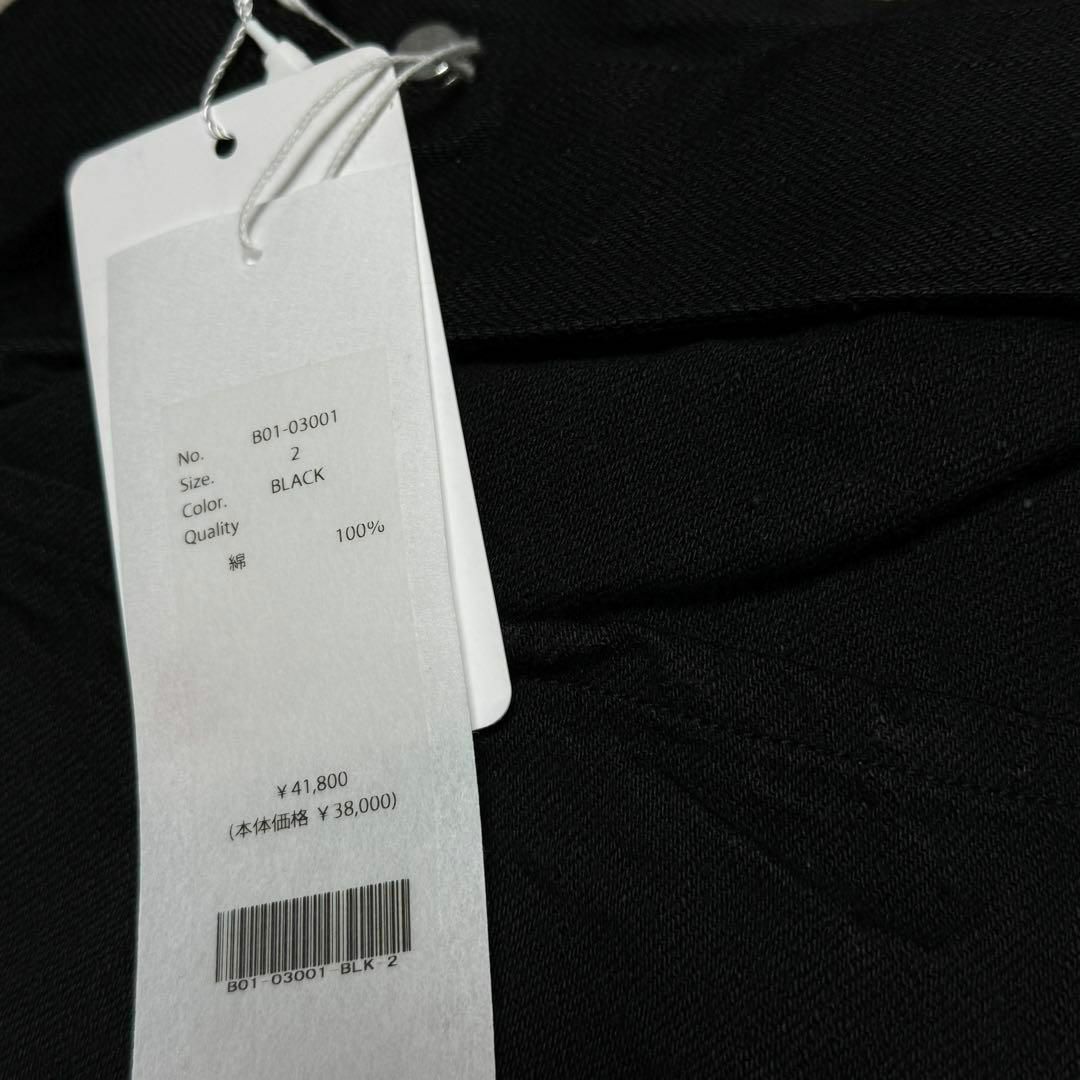 No. B01-03001
Size. 2
Color. BLACK
Quality
綿 100%
¥41,800
(本体価格 ¥38,000)
B01-03001-BLK-2